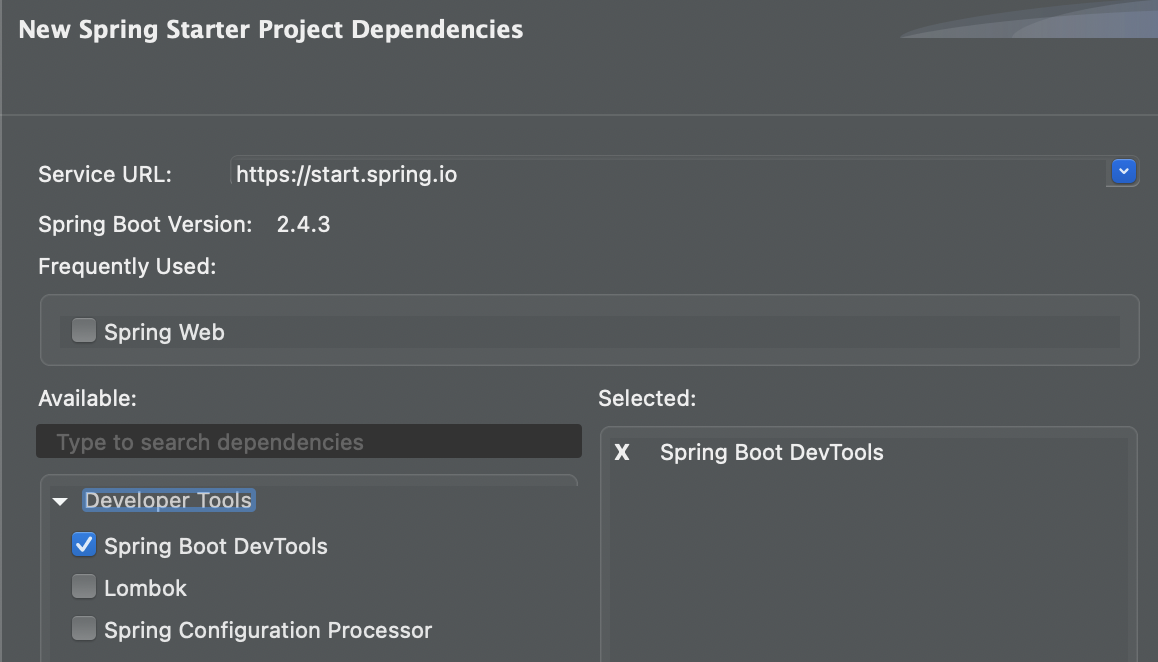 New Spring Starter Project Dependencies
Service URL: https://start.spring.io
Spring Boot Version: 2.4.3
Frequently Used:
Spring Web
Available:
Type to search dependencies
Developer Tools
Spring Boot DevTools
Lombok
Spring Configuration Processor
Selected:
X Spring Boot DevTools